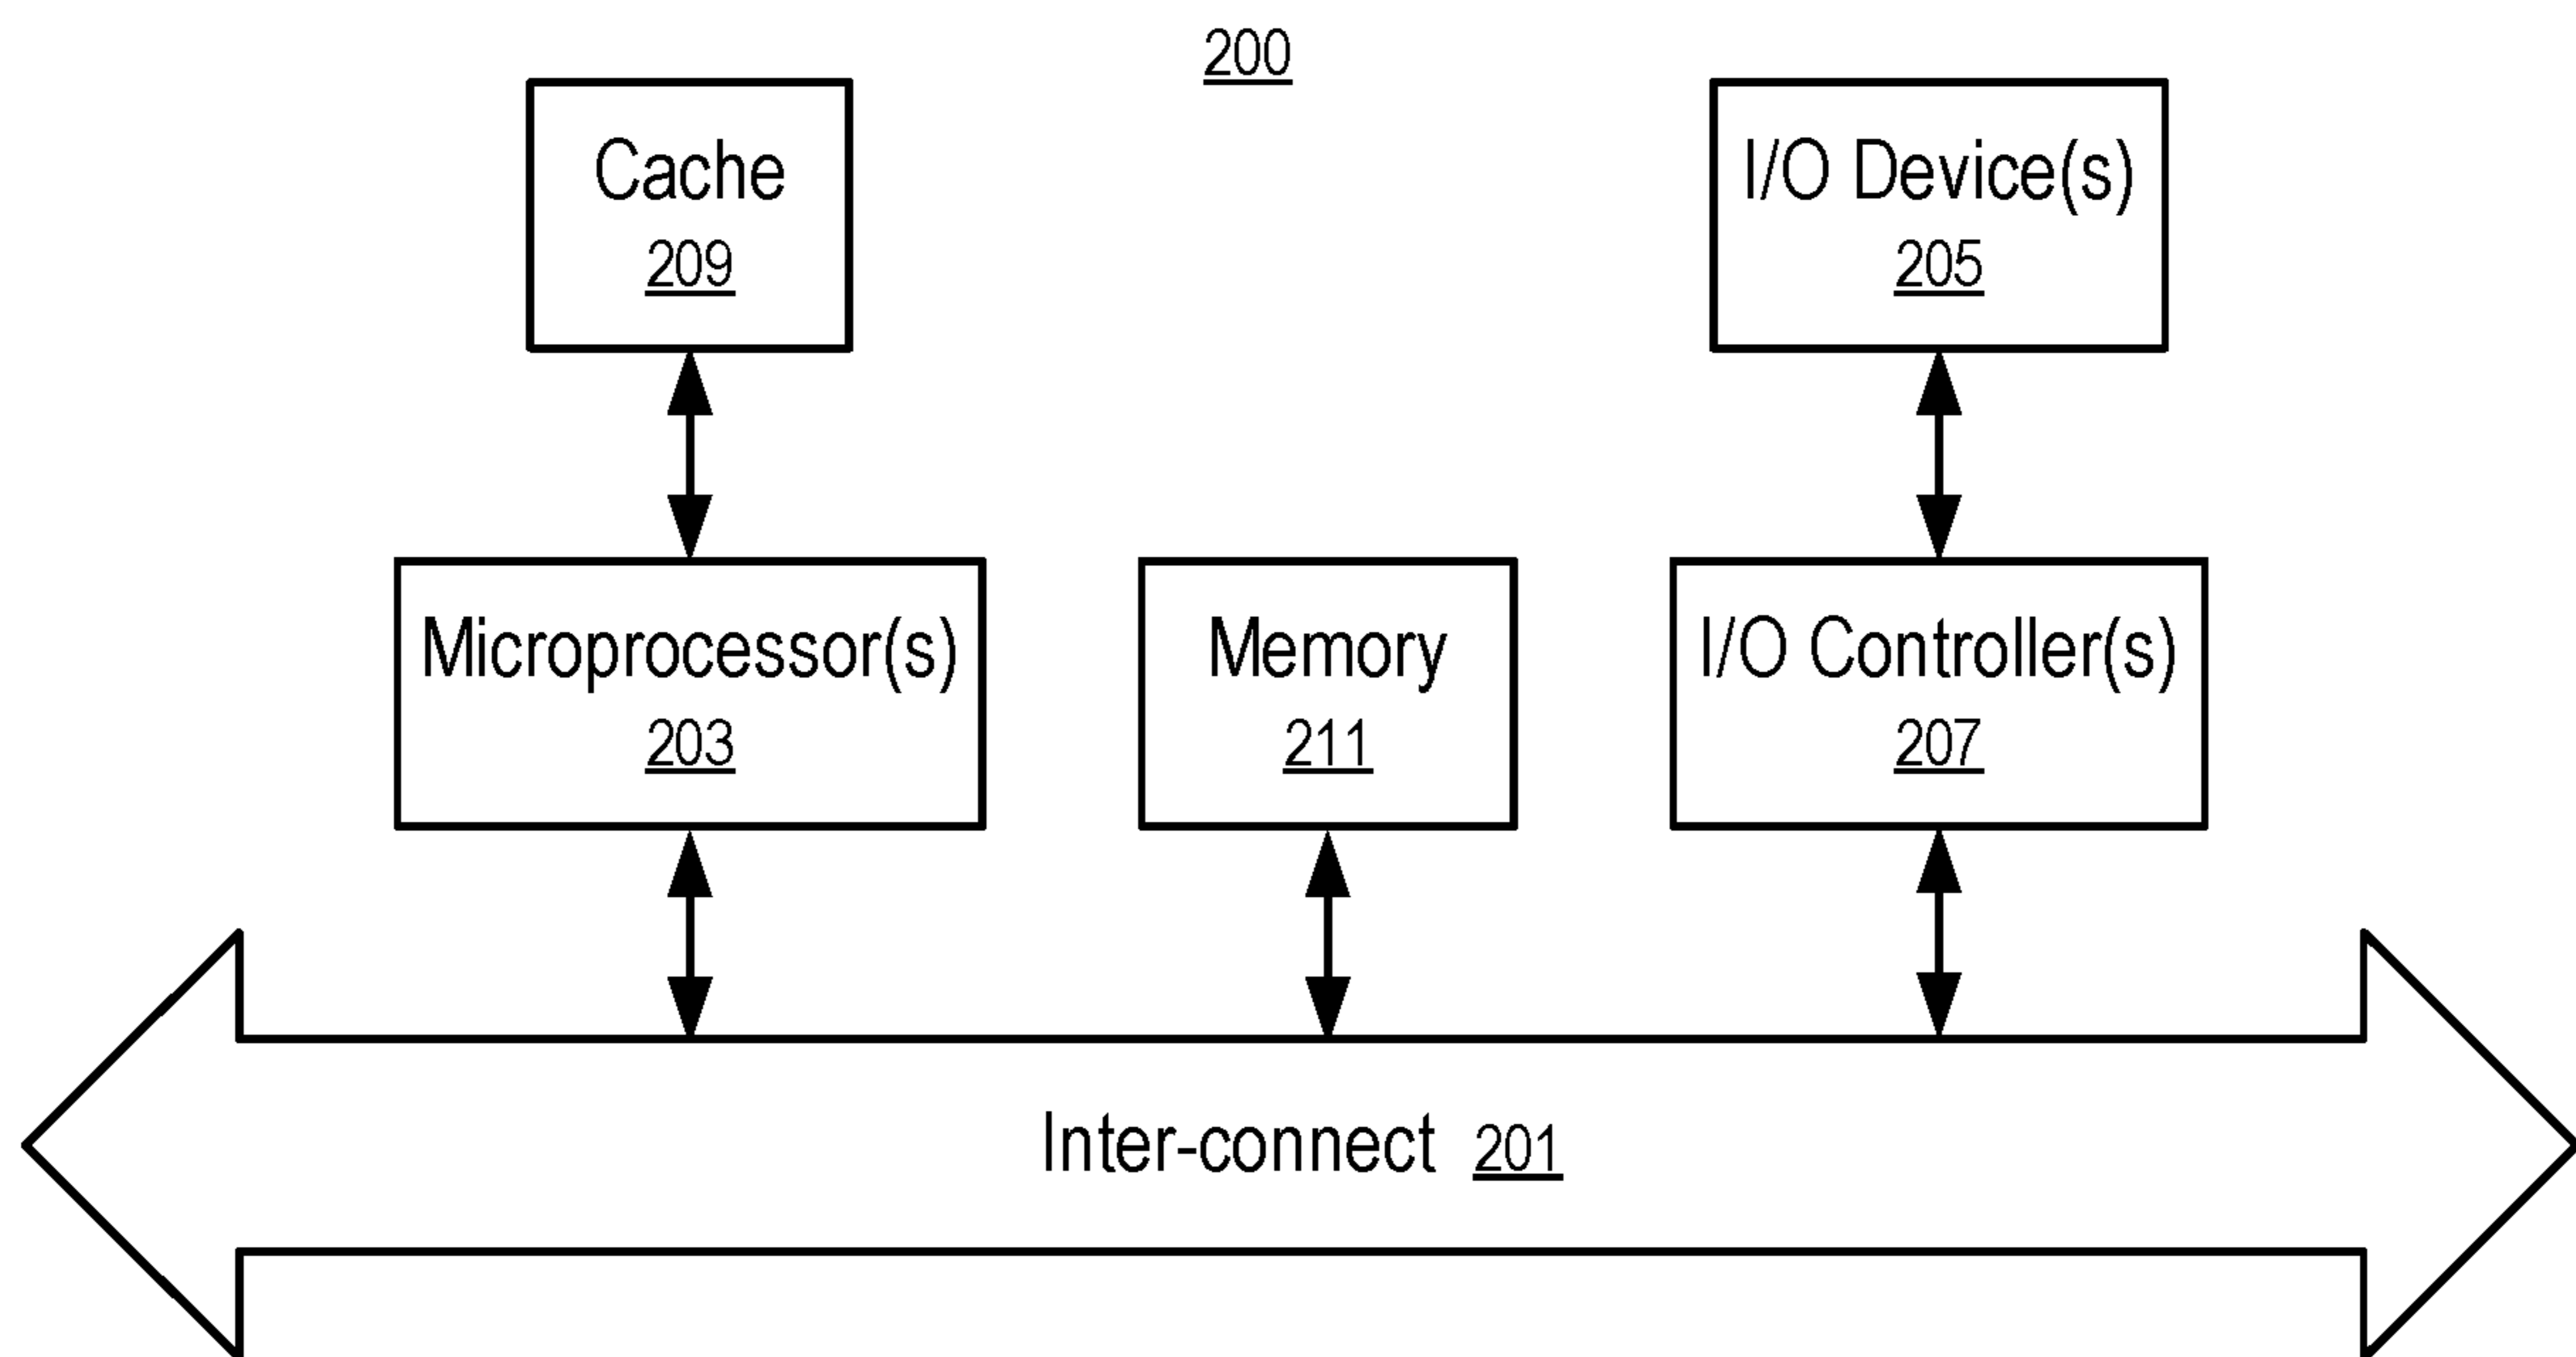 200
Cache
209
I/O Device(s)
205
Microprocessor(s)
203
Memory
211
I/O Controller(s)
207
Inter-connect 201